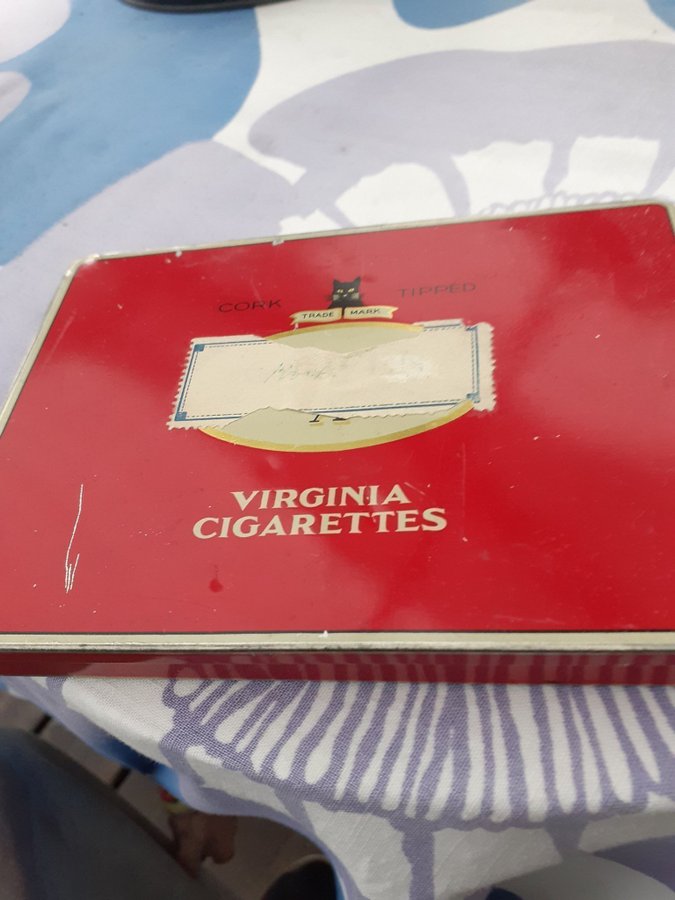 CORK TIPPED
TRADE MARK
VIRGINIA
CIGARETTES